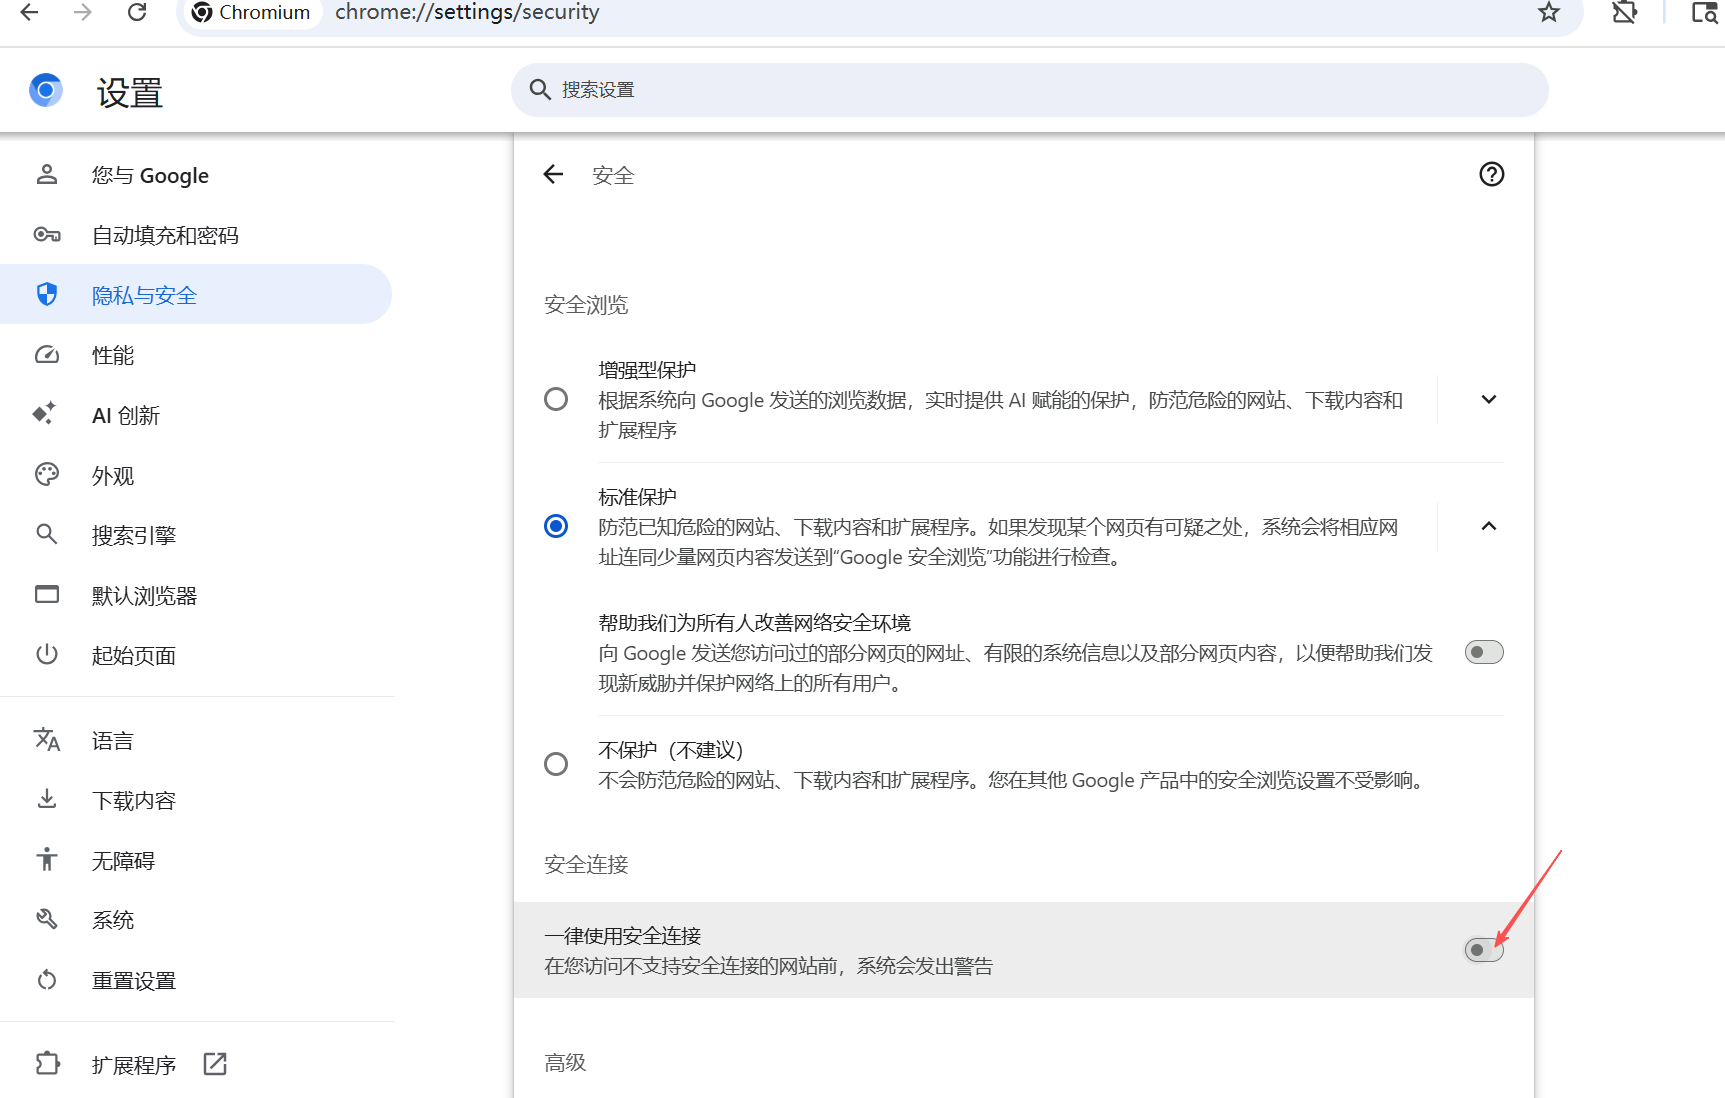 Chromium
chrome://settings/security
设置
搜索设置
您与 Google
自动填充和密码
隐私与安全
性能
AI 创新
外观
搜索引擎
默认浏览器
起始页面
语言
下载内容
无障碍
系统
重置设置
扩展程序
安全
安全浏览
增强型保护
根据系统向 Google 发送的浏览数据，实时提供 AI 赋能的保护，防范危险的网站、下载内容和
扩展程序
标准保护
防范已知危险的网站、下载内容和扩展程序。如果发现某个网页有可疑之处，系统会将相应网
址连同少量网页内容发送到“Google 安全浏览”功能进行检查。
帮助我们为所有人改善网络安全环境
向 Google 发送您访问过的部分网页的网址、有限的系统信息以及部分网页内容，以便帮助我们发
现新威胁并保护网络上的所有用户。
不保护（不建议）
不会防范危险的网站、下载内容和扩展程序。您在其他 Google 产品中的安全浏览设置不受影响。
安全连接
一律使用安全连接
在您访问不支持安全连接的网站前，系统会发出警告
高级